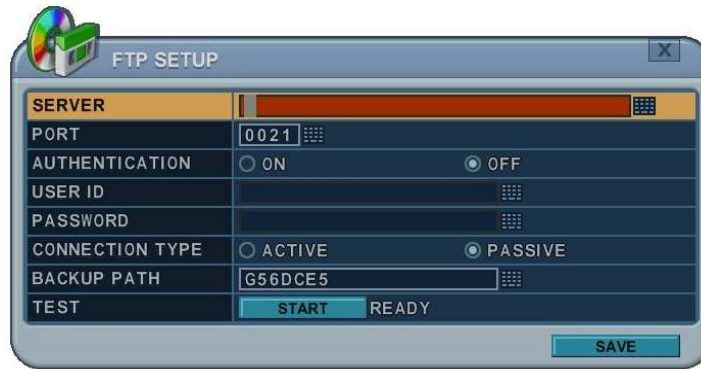 FTP SETUP
X
SERVER
PORT 0021
AUTHENTICATION ON OFF
USER ID
PASSWORD
CONNECTION TYPE ACTIVE PASSIVE
BACKUP PATH G56DCE5
TEST START READY
SAVE